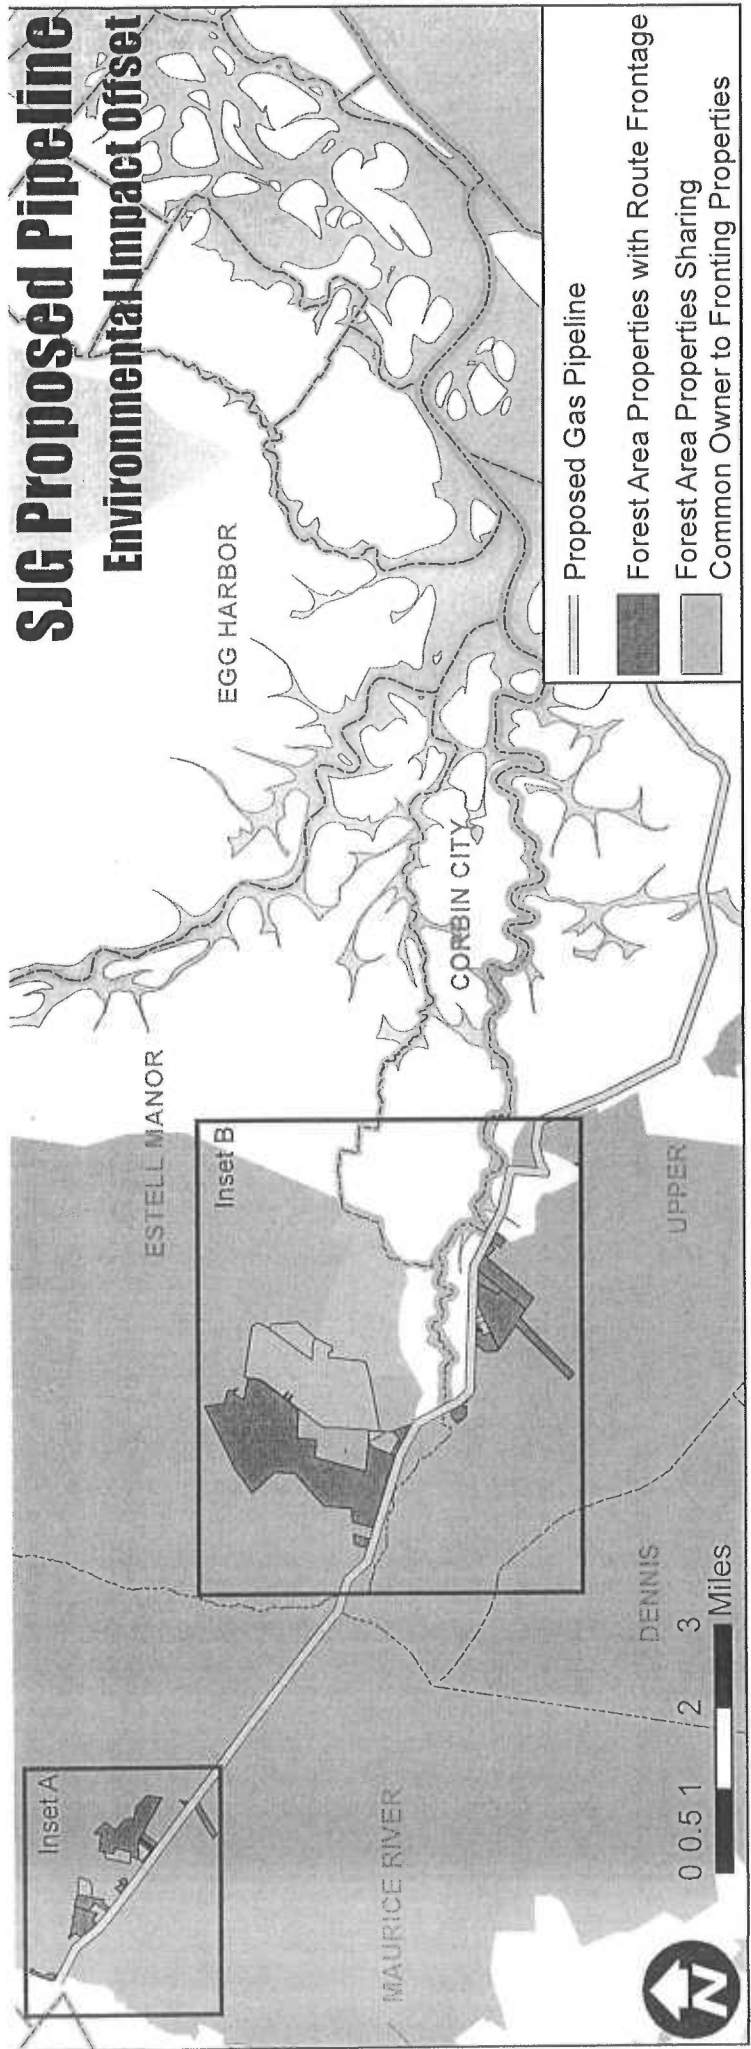 SJG Proposed Pipeline
Environmental Impact Offset
EGG HARBOR
ESTELL MANOR
CORBIN CITY
Inset A
Inset B
UPPER
MAURICE RIVER
DENNIS
Proposed Gas Pipeline
Forest Area Properties with Route Frontage
Forest Area Properties Sharing
Common Owner to Fronting Properties
0 0.5 1 2 3
Miles
N